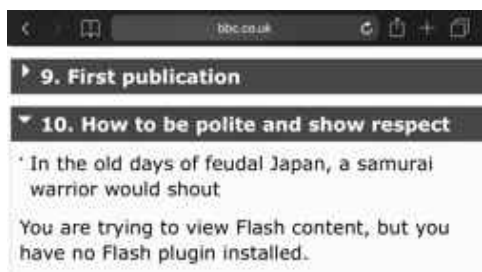 bbc.co.uk
9. First publication
10. How to be polite and show respect
In the old days of feudal Japan, a samurai
warrior would shout
You are trying to view Flash content, but you
have no Flash plugin installed.